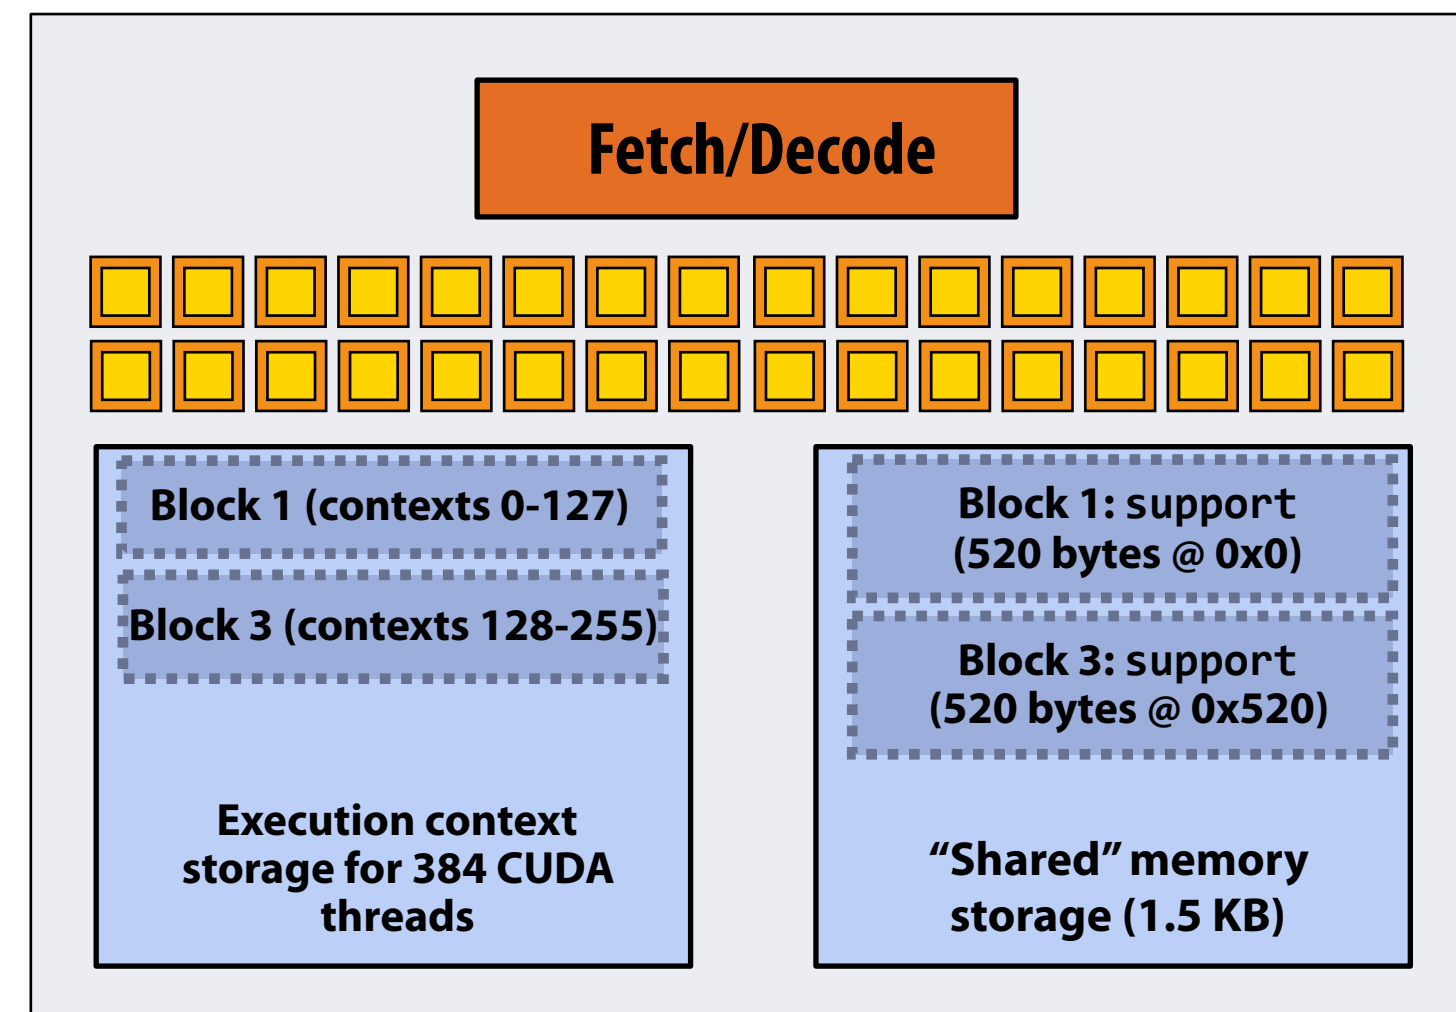 Fetch/Decode
Block 1 (contexts 0-127)
Block 3 (contexts 128-255)
Execution context
storage for 384 CUDA
threads
Block 1: support
(520 bytes @ 0x0)
Block 3: support
(520 bytes @ 0x520)
“Shared” memory
storage (1.5 KB)